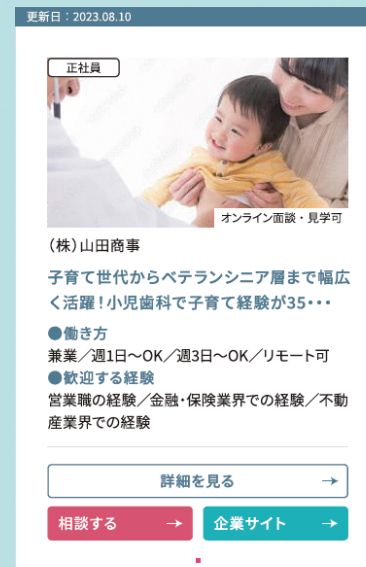 更新日：2023.08.10
正社員
オンライン面談・見学可
（株）山田商事
子育て世代からベテランシニア層まで幅広
く活躍！小児歯科で子育て経験が35・・・
●働き方
兼業／週1日〜OK／週3日〜OK／リモート可
●歓迎する経験
営業職の経験／金融・保険業界での経験／不動
産業界での経験
詳細を見る →
相談する → 企業サイト →